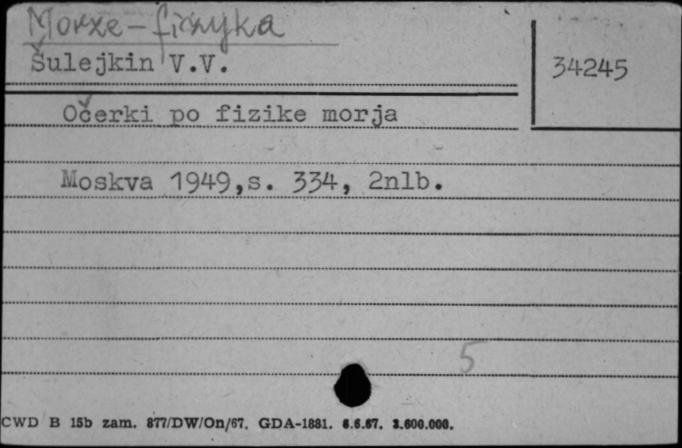 Morze-fizyka
Šulejkin V.V.
34245
Očerki po fizike morja
Moskva 1949,s. 334, 2nlb.
5
CWD B 15b zam. 877/DW/On/67. GDA-1881. 6.6.67. 3.600.000.